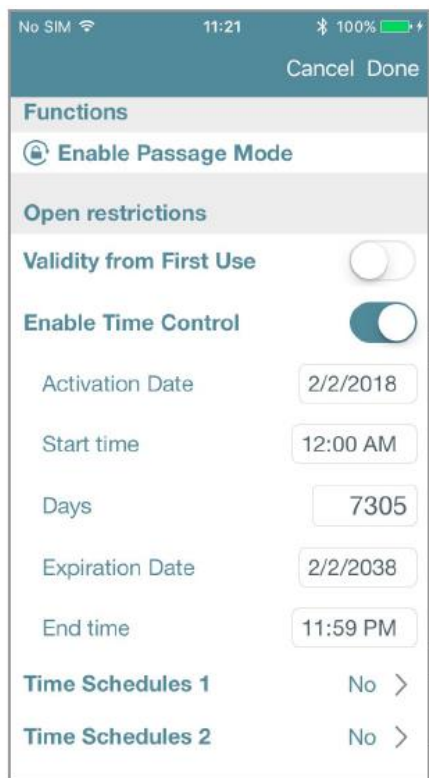 No SIM 11:21 100%
Cancel Done
Functions
Enable Passage Mode
Open restrictions
Validity from First Use
Enable Time Control
Activation Date 2/2/2018
Start time 12:00 AM
Days 7305
Expiration Date 2/2/2038
End time 11:59 PM
Time Schedules 1 No
Time Schedules 2 No